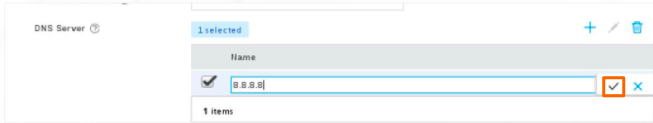 DNS Server ?
1 selected
Name
8.8.8.8
1 items